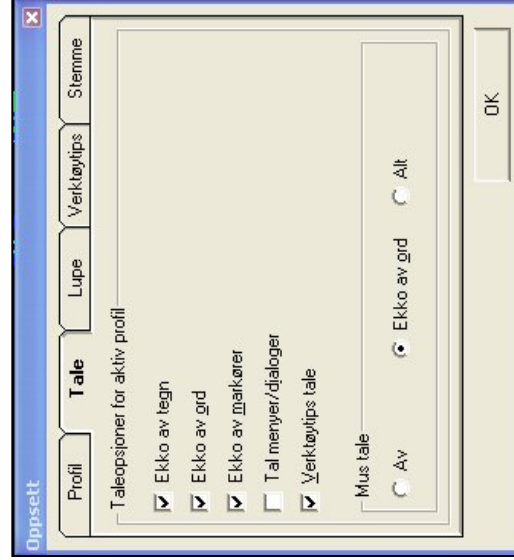 Oppsett
Profil
Tale
Lupe
Verktøytips
Stemme
Taleopsjoner for aktiv profil
Ekko av tegn
Ekko av ord
Ekko av markører
Tal menyer/djaloger
Verktøytips tale
Mus tale
Av
Ekko av ord
Alt
OK